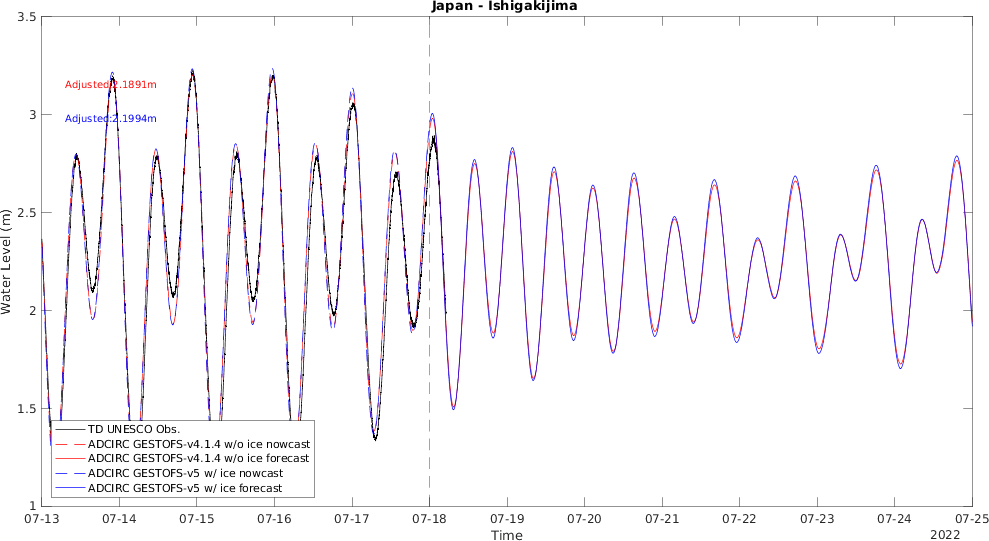 Japan - Ishigakijima
3.5
3
2.5
2
1.5
1
Water Level (m)
Adjusted:2.1891m
Adjusted:2.1994m
TD UNESCO Obs.
ADCIRC GESTOFS-v4.1.4 w/o ice nowcast
ADCIRC GESTOFS-v4.1.4 w/o ice forecast
ADCIRC GESTOFS-v5 w/ ice nowcast
ADCIRC GESTOFS-v5 w/ ice forecast
07-13 07-14 07-15 07-16 07-17 07-18 07-19 07-20 07-21 07-22 07-23 07-24 07-25
Time
2022